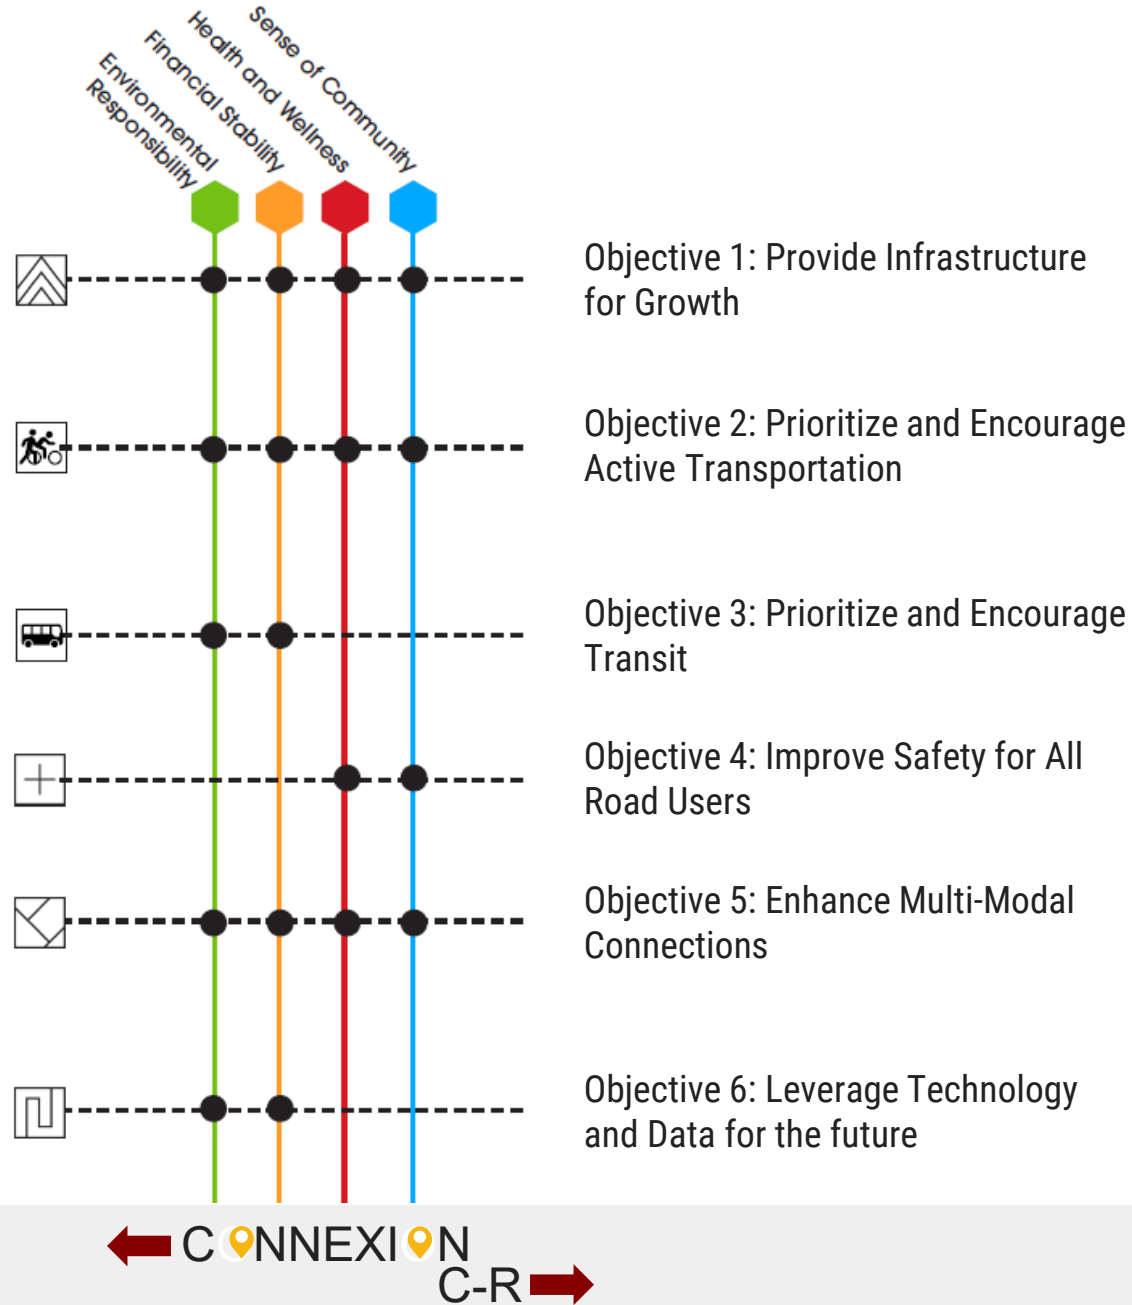 Environmental
Responsibility
Financial Stability
Health and Wellness
Sense of Community
Objective 1: Provide Infrastructure
for Growth
Objective 2: Prioritize and Encourage
Active Transportation
Objective 3: Prioritize and Encourage
Transit
Objective 4: Improve Safety for All
Road Users
Objective 5: Enhance Multi-Modal
Connections
Objective 6: Leverage Technology
and Data for the future
CONNEXION
C-R